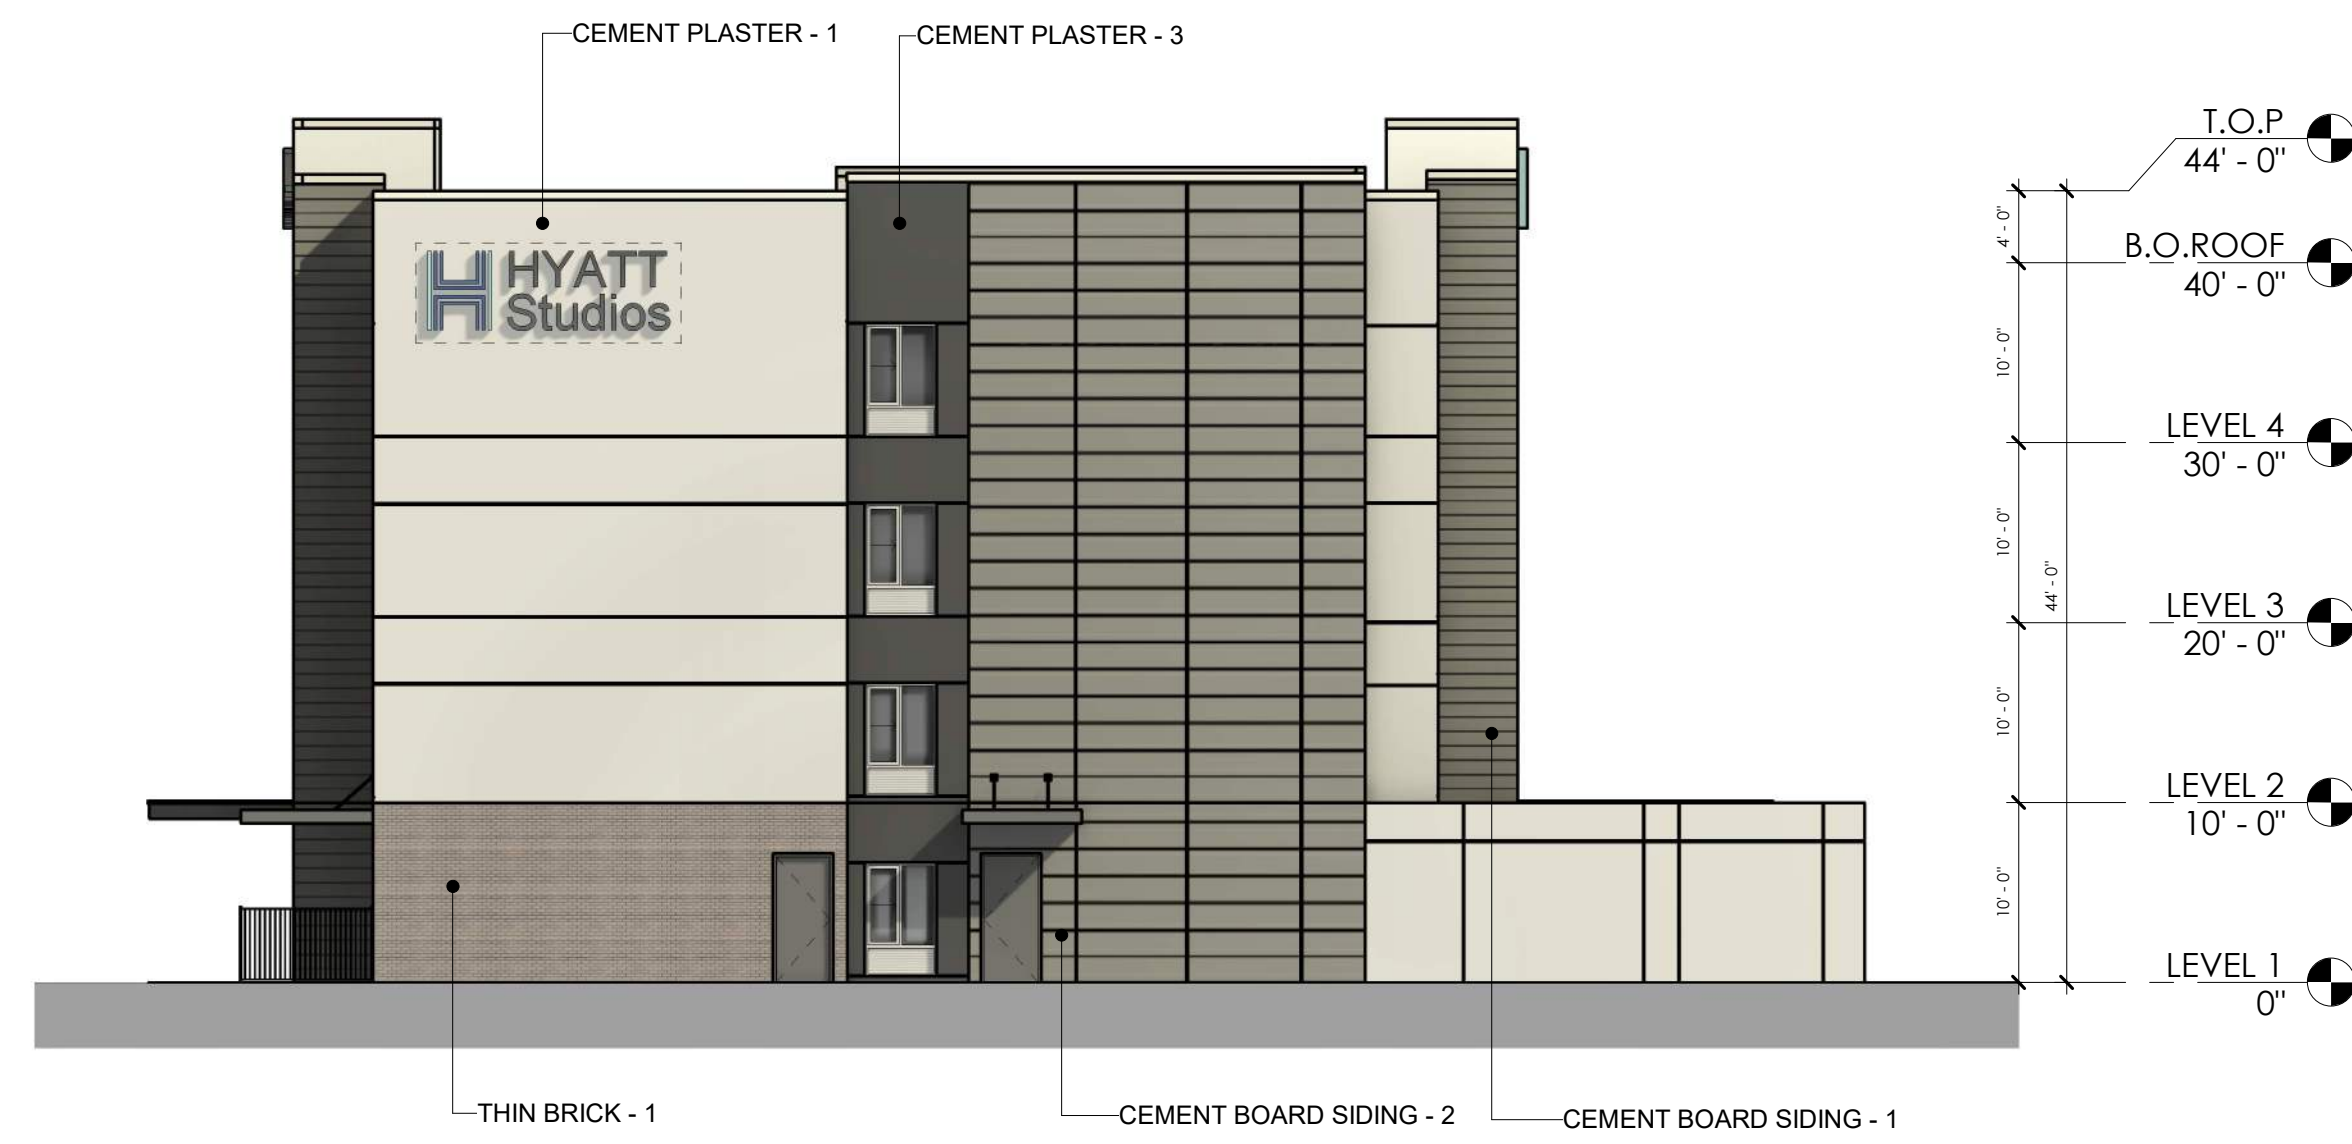 CEMENT PLASTER - 1
CEMENT PLASTER - 3
T.O.P
44' - 0"
B.O.ROOF
40' - 0"
LEVEL 4
30' - 0"
LEVEL 3
20' - 0"
LEVEL 2
10' - 0"
LEVEL 1
0"
4' - 0"
10' - 0"
10' - 0"
10' - 0"
10' - 0"
44' - 0"
HYATT
Studios
THIN BRICK - 1
CEMENT BOARD SIDING - 2
CEMENT BOARD SIDING - 1